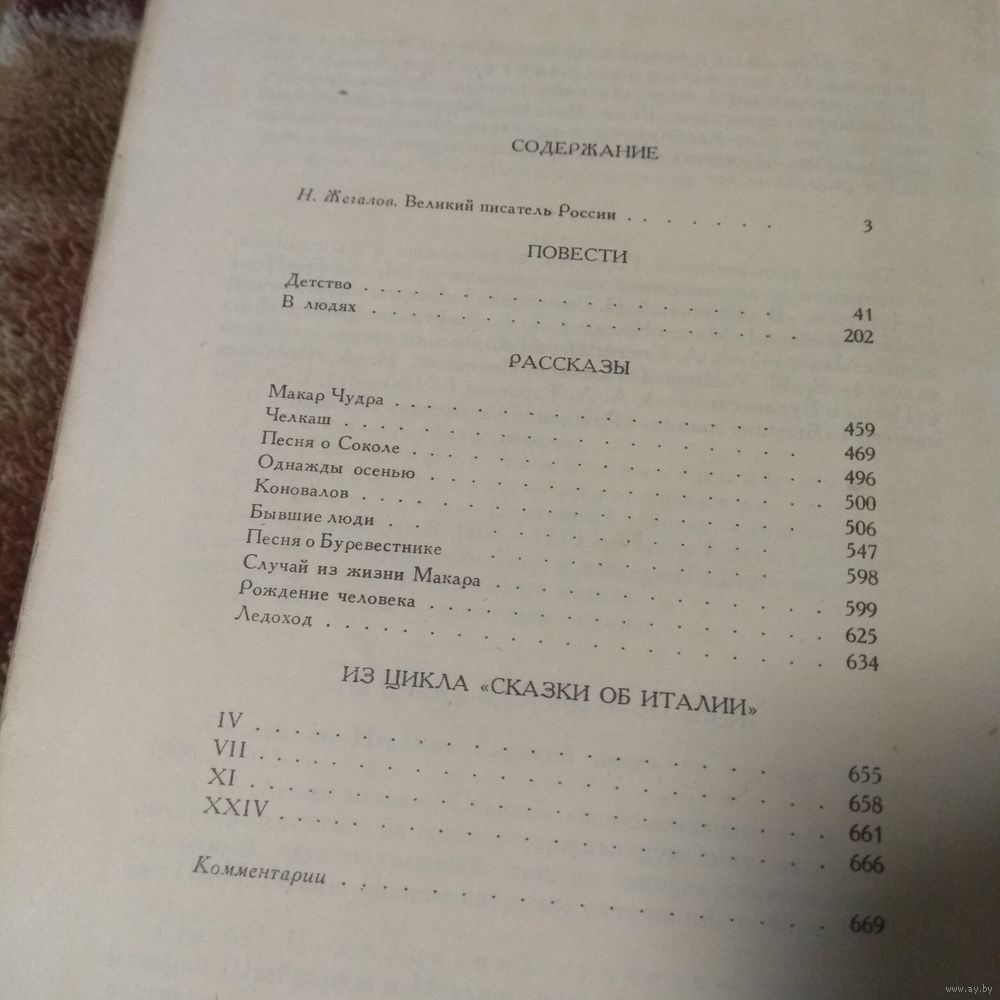 СОДЕРЖАНИЕ
Н. Жегалов. Великий писатель России . . . . . . . 3
ПОВЕСТИ
Детство . . . . . . . . . . . . . . . . . 41
В людях . . . . . . . . . . . . . . . . . 202
РАССКАЗЫ
Макар Чудра . . . . . . . . . . . . . . . 459
Челкаш . . . . . . . . . . . . . . . . . 469
Песня о Соколе . . . . . . . . . . . . . . 496
Однажды осенью . . . . . . . . . . . . . . 500
Коновалов . . . . . . . . . . . . . . . . 506
Бывшие люди . . . . . . . . . . . . . . . 547
Песня о Буревестнике . . . . . . . . . . . 598
Случай из жизни Макара . . . . . . . . . . 599
Рождение человека . . . . . . . . . . . . 625
Ледоход . . . . . . . . . . . . . . . . . 634
ИЗ ЦИКЛА «СКАЗКИ ОБ ИТАЛИИ»
IV . . . . . . . . . . . . . . . . . . . 655
VII . . . . . . . . . . . . . . . . . . . 658
XI . . . . . . . . . . . . . . . . . . . 661
XXIV . . . . . . . . . . . . . . . . . . 666
Комментарии . . . . . . . . . . . . . . . 669
www.ay.by